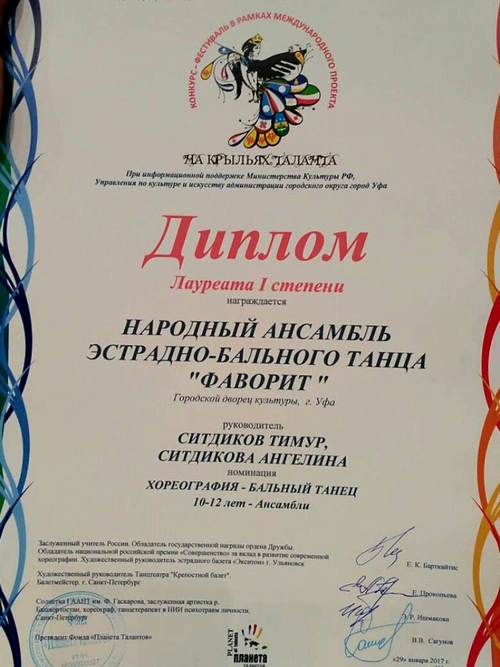 КОНКУРС–ФЕСТИВАЛЬ В РАМКАХ МЕЖДУНАРОДНОГО ПРОЕКТА
НА КРЫЛЬЯХ ТАЛАНТА
При информационной поддержке Министерства Культуры РФ,
Управления по культуре и искусству администрации городского округа город Уфа
Диплом
Лауреата I степени
награждается
НАРОДНЫЙ АНСАМБЛЬ
ЭСТРАДНО-БАЛЬНОГО ТАНЦА
"ФАВОРИТ "
Городской дворец культуры, г. Уфа
руководитель
СИТДИКОВ ТИМУР,
СИТДИКОВА АНГЕЛИНА
номинация
ХОРЕОГРАФИЯ - БАЛЬНЫЙ ТАНЕЦ
10-12 лет - Ансамбли
Заслуженный учитель России. Обладатель государственной награды ордена Дружбы.
Обладатель национальной российской премии «Совершенство» за вклад в развитие современной
хореографии. Художественный руководитель эстрадного балета «Экситон» г. Ульяновск
Е. К. Барткайтис
Художественный руководитель Танцтеатра "Крепостной балет".
Балетмейстер. г. Санкт-Петербург
Е. Прокопьева
Солистка ГААНТ им. Ф. Гаскарова, заслуженная артистка р.
Башкортостан, хореограф, танцетерапевт в НИИ психотравм личности.
Санкт-Петербург
Э.Р. Ишмакова
Президент Фонда «Планета Талантов»
В.В. Сагунов
PLANET
планета
талантов
«29» января 2017 г.